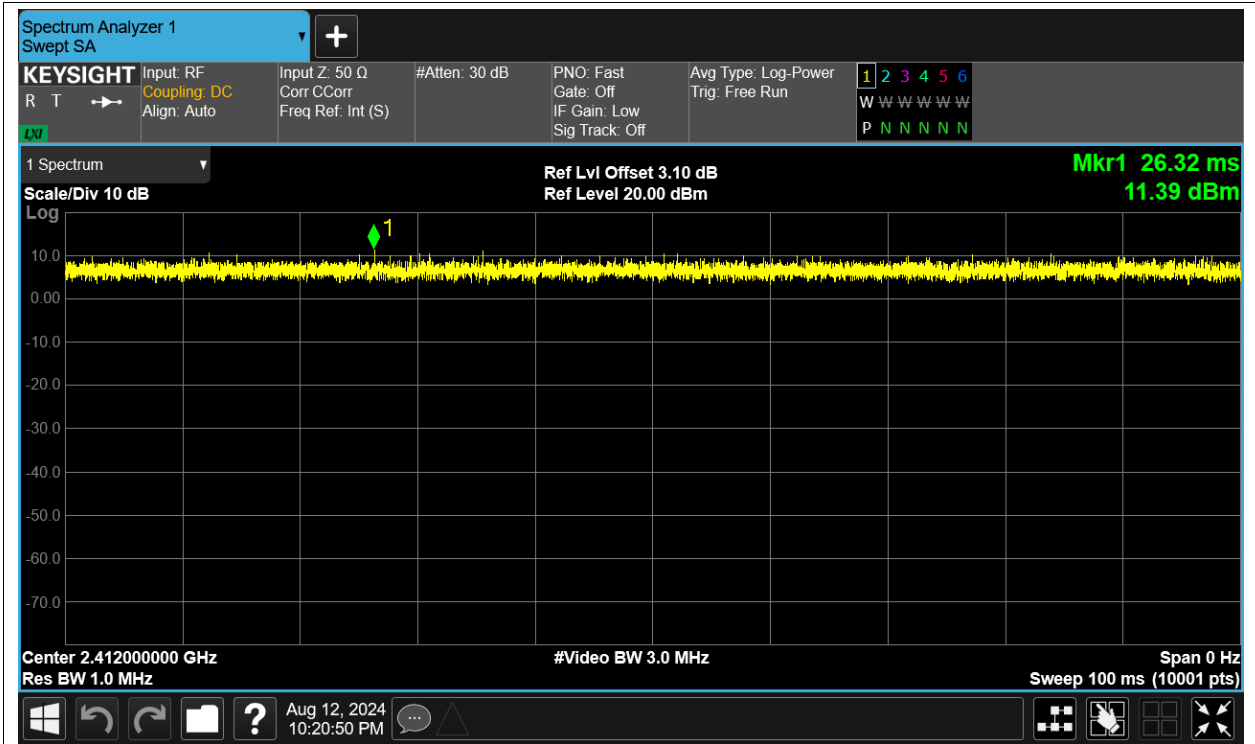 Spectrum Analyzer 1
Swept SA
KEYSIGHT
R T
LXI
Input: RF
Coupling: DC
Align: Auto
Input Z: 50 Ω
Corr CCorr
Freq Ref: Int (S)
#Atten: 30 dB
PNO: Fast
Gate: Off
IF Gain: Low
Sig Track: Off
Avg Type: Log-Power
Trig: Free Run
1 2 3 4 5 6
W W W W W W
P N N N N N
1 Spectrum
Scale/Div 10 dB
Log
Ref Lvl Offset 3.10 dB
Ref Level 20.00 dBm
Mkr1 26.32 ms
11.39 dBm
1
10.0
0.00
-10.0
-20.0
-30.0
-40.0
-50.0
-60.0
-70.0
Center 2.412000000 GHz
Res BW 1.0 MHz
#Video BW 3.0 MHz
Span 0 Hz
Sweep 100 ms (10001 pts)
?
Aug 12, 2024
10:20:50 PM